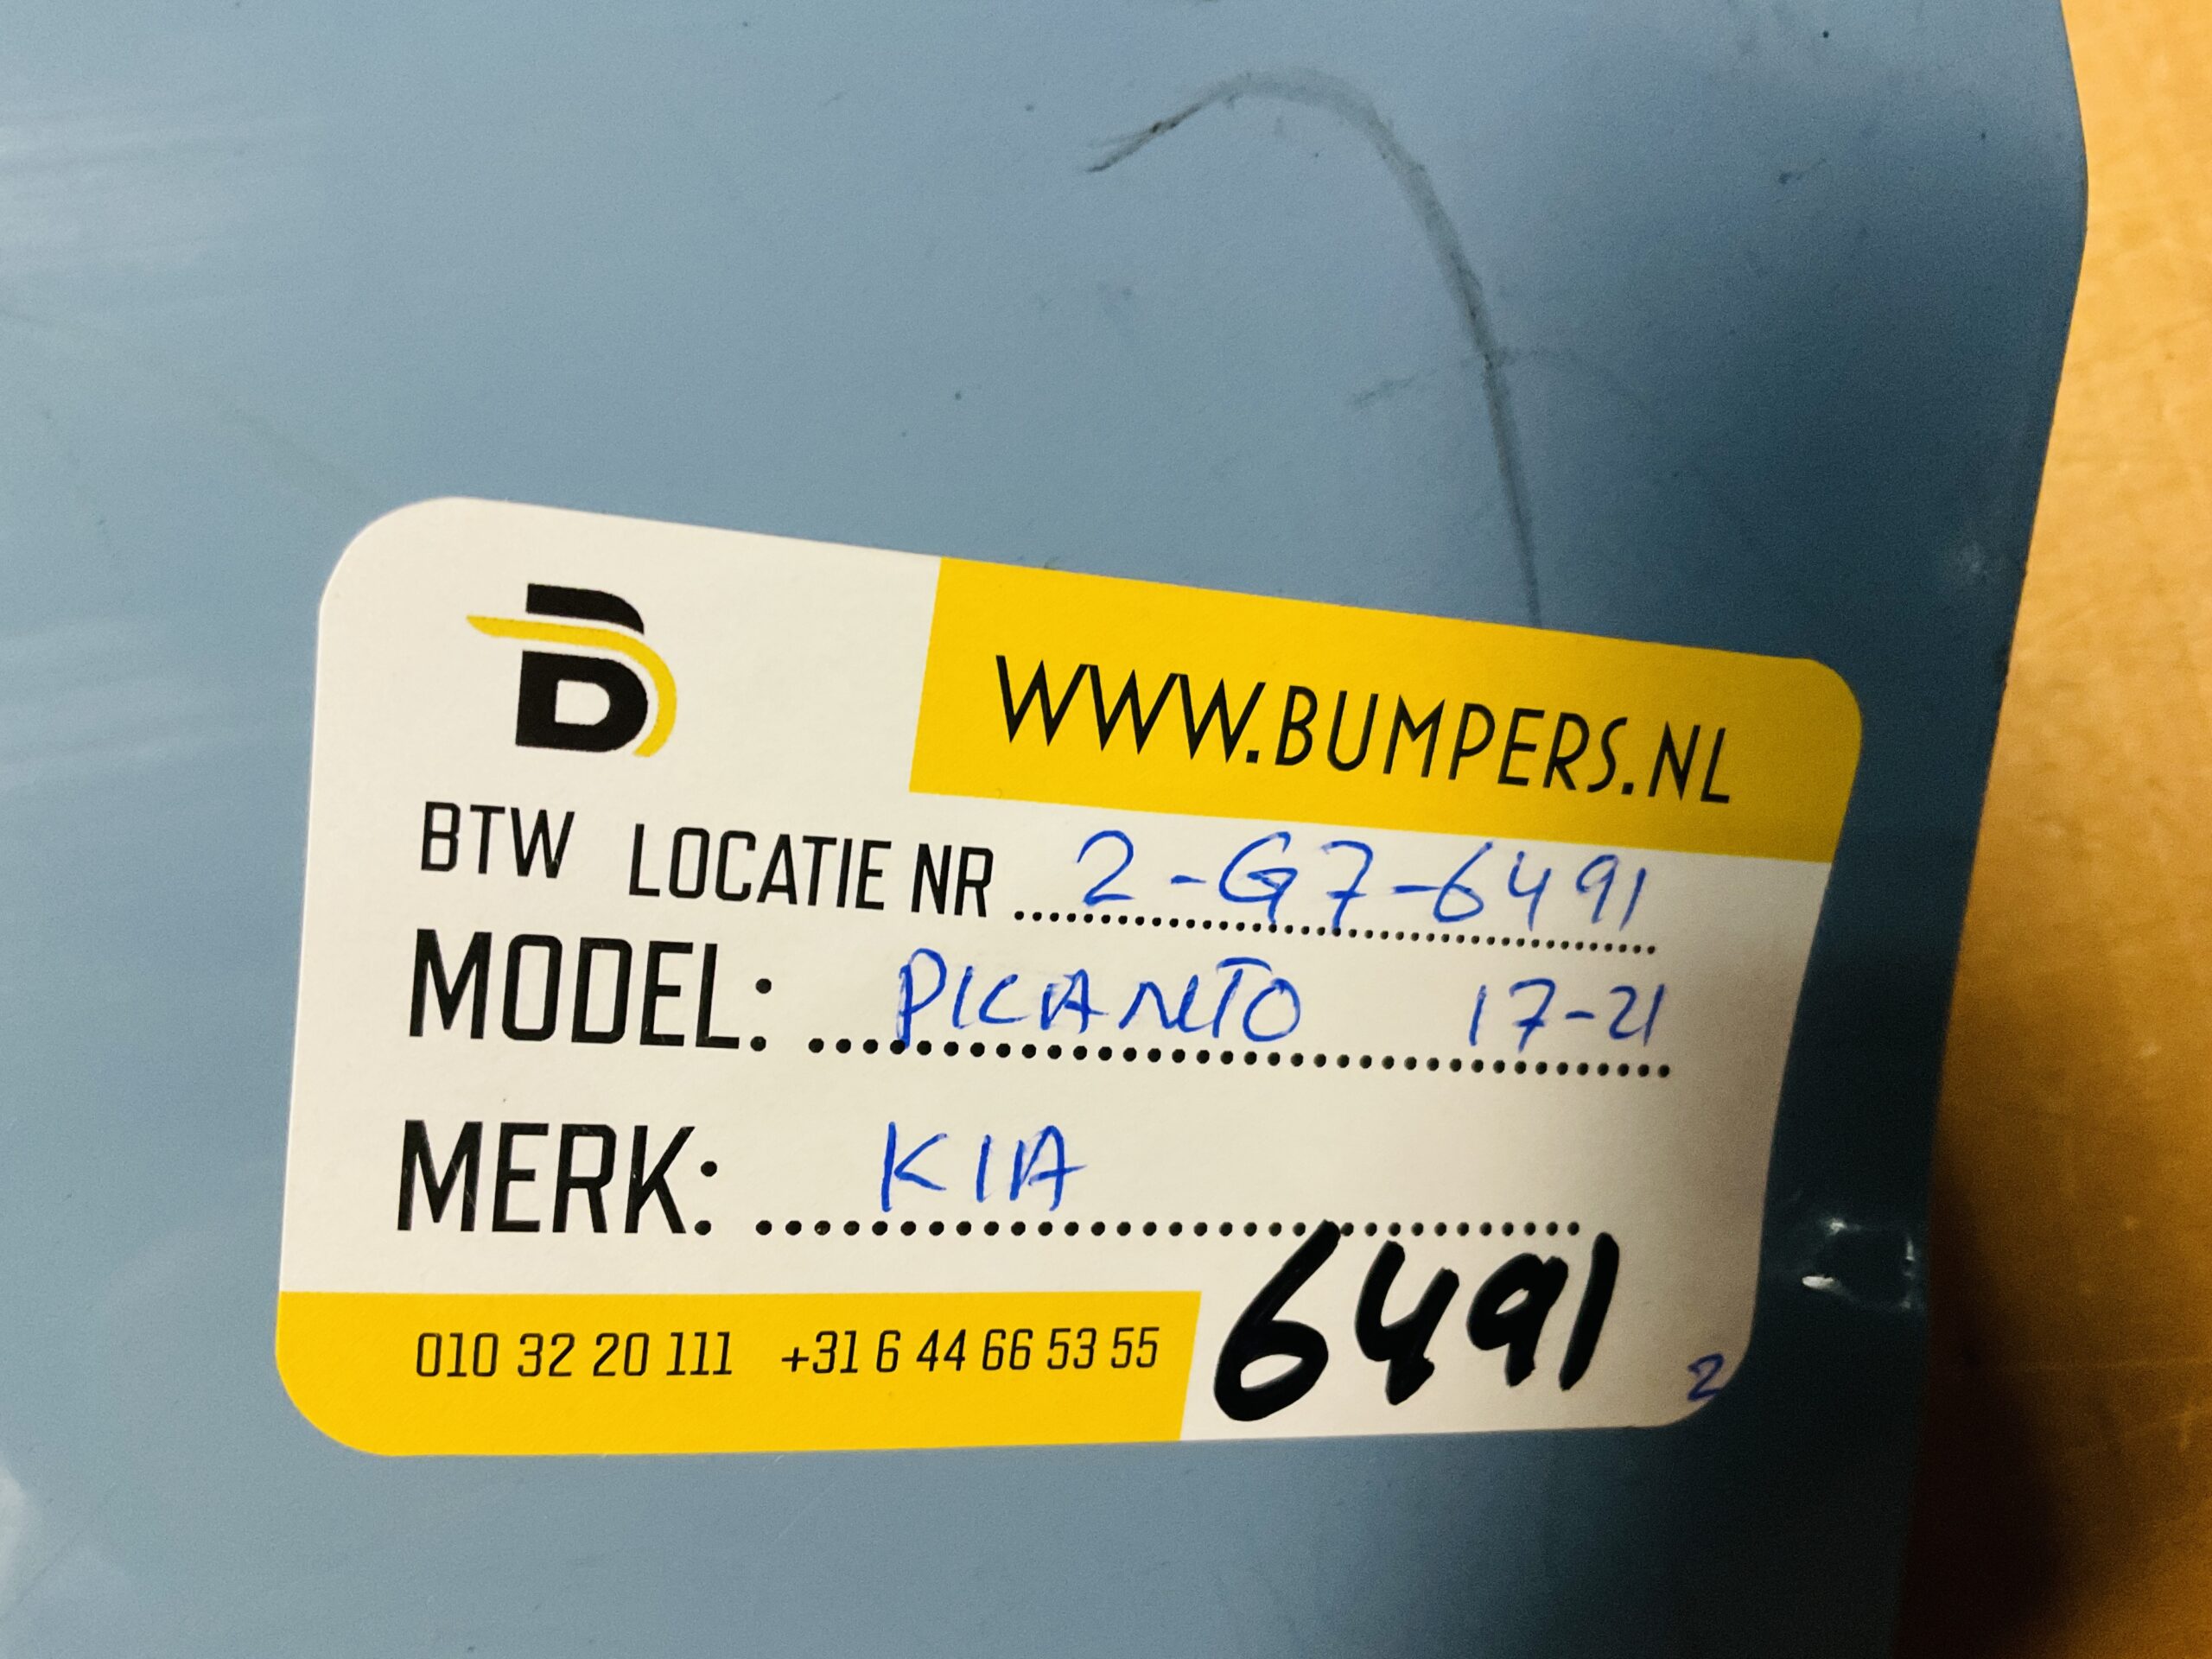 B
WWW.BUMPERS.NL
BTW LOCATIE NR 2-G7-6491
MODEL: PICANTO 17-21
MERK: KIA
010 32 20 111 +31 6 44 66 53 55
6491
2